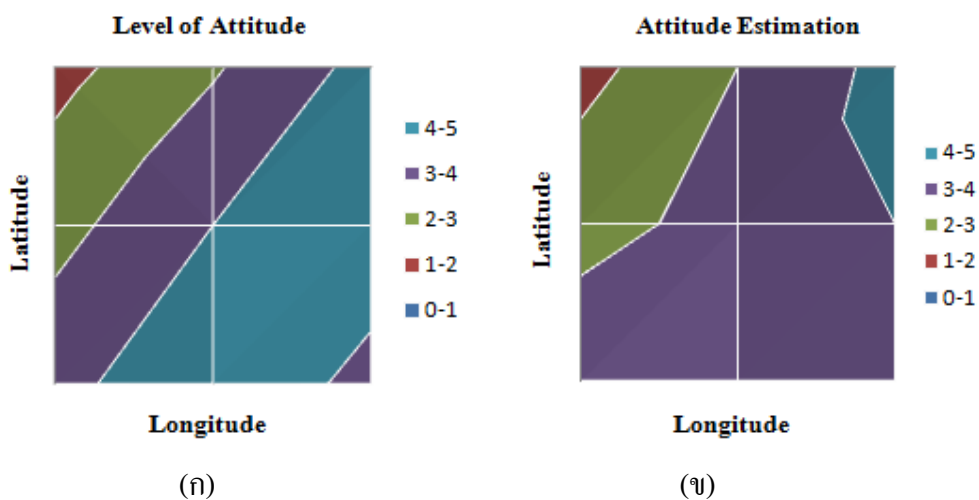 Level of Attitude
Latitude
4-5
3-4
2-3
1-2
0-1
Longitude
(ก)
Attitude Estimation
Latitude
4-5
3-4
2-3
1-2
0-1
Longitude
(ข)